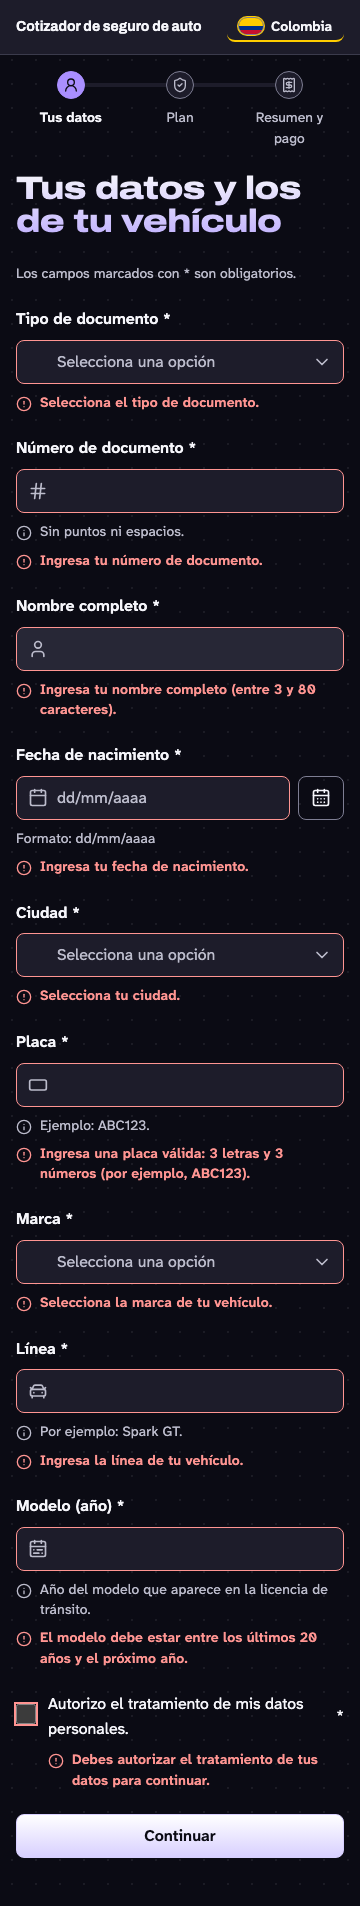 Cotizador de seguro de auto
Colombia
Tus datos
Plan
Resumen y
pago
Tus datos y los
de tu vehículo
Los campos marcados con * son obligatorios.
Tipo de documento *
Selecciona una opción
Selecciona el tipo de documento.
Número de documento *
Sin puntos ni espacios.
Ingresa tu número de documento.
Nombre completo *
Ingresa tu nombre completo (entre 3 y 80
caracteres).
Fecha de nacimiento *
dd/mm/aaaa
Formato: dd/mm/aaaa
Ingresa tu fecha de nacimiento.
Ciudad *
Selecciona una opción
Selecciona tu ciudad.
Placa *
Ejemplo: ABC123.
Ingresa una placa válida: 3 letras y 3
números (por ejemplo, ABC123).
Marca *
Selecciona una opción
Selecciona la marca de tu vehículo.
Línea *
Por ejemplo: Spark GT.
Ingresa la línea de tu vehículo.
Modelo (año) *
Año del modelo que aparece en la licencia de
tránsito.
El modelo debe estar entre los últimos 20
años y el próximo año.
Autorizo el tratamiento de mis datos
personales. *
Debes autorizar el tratamiento de tus
datos para continuar.
Continuar